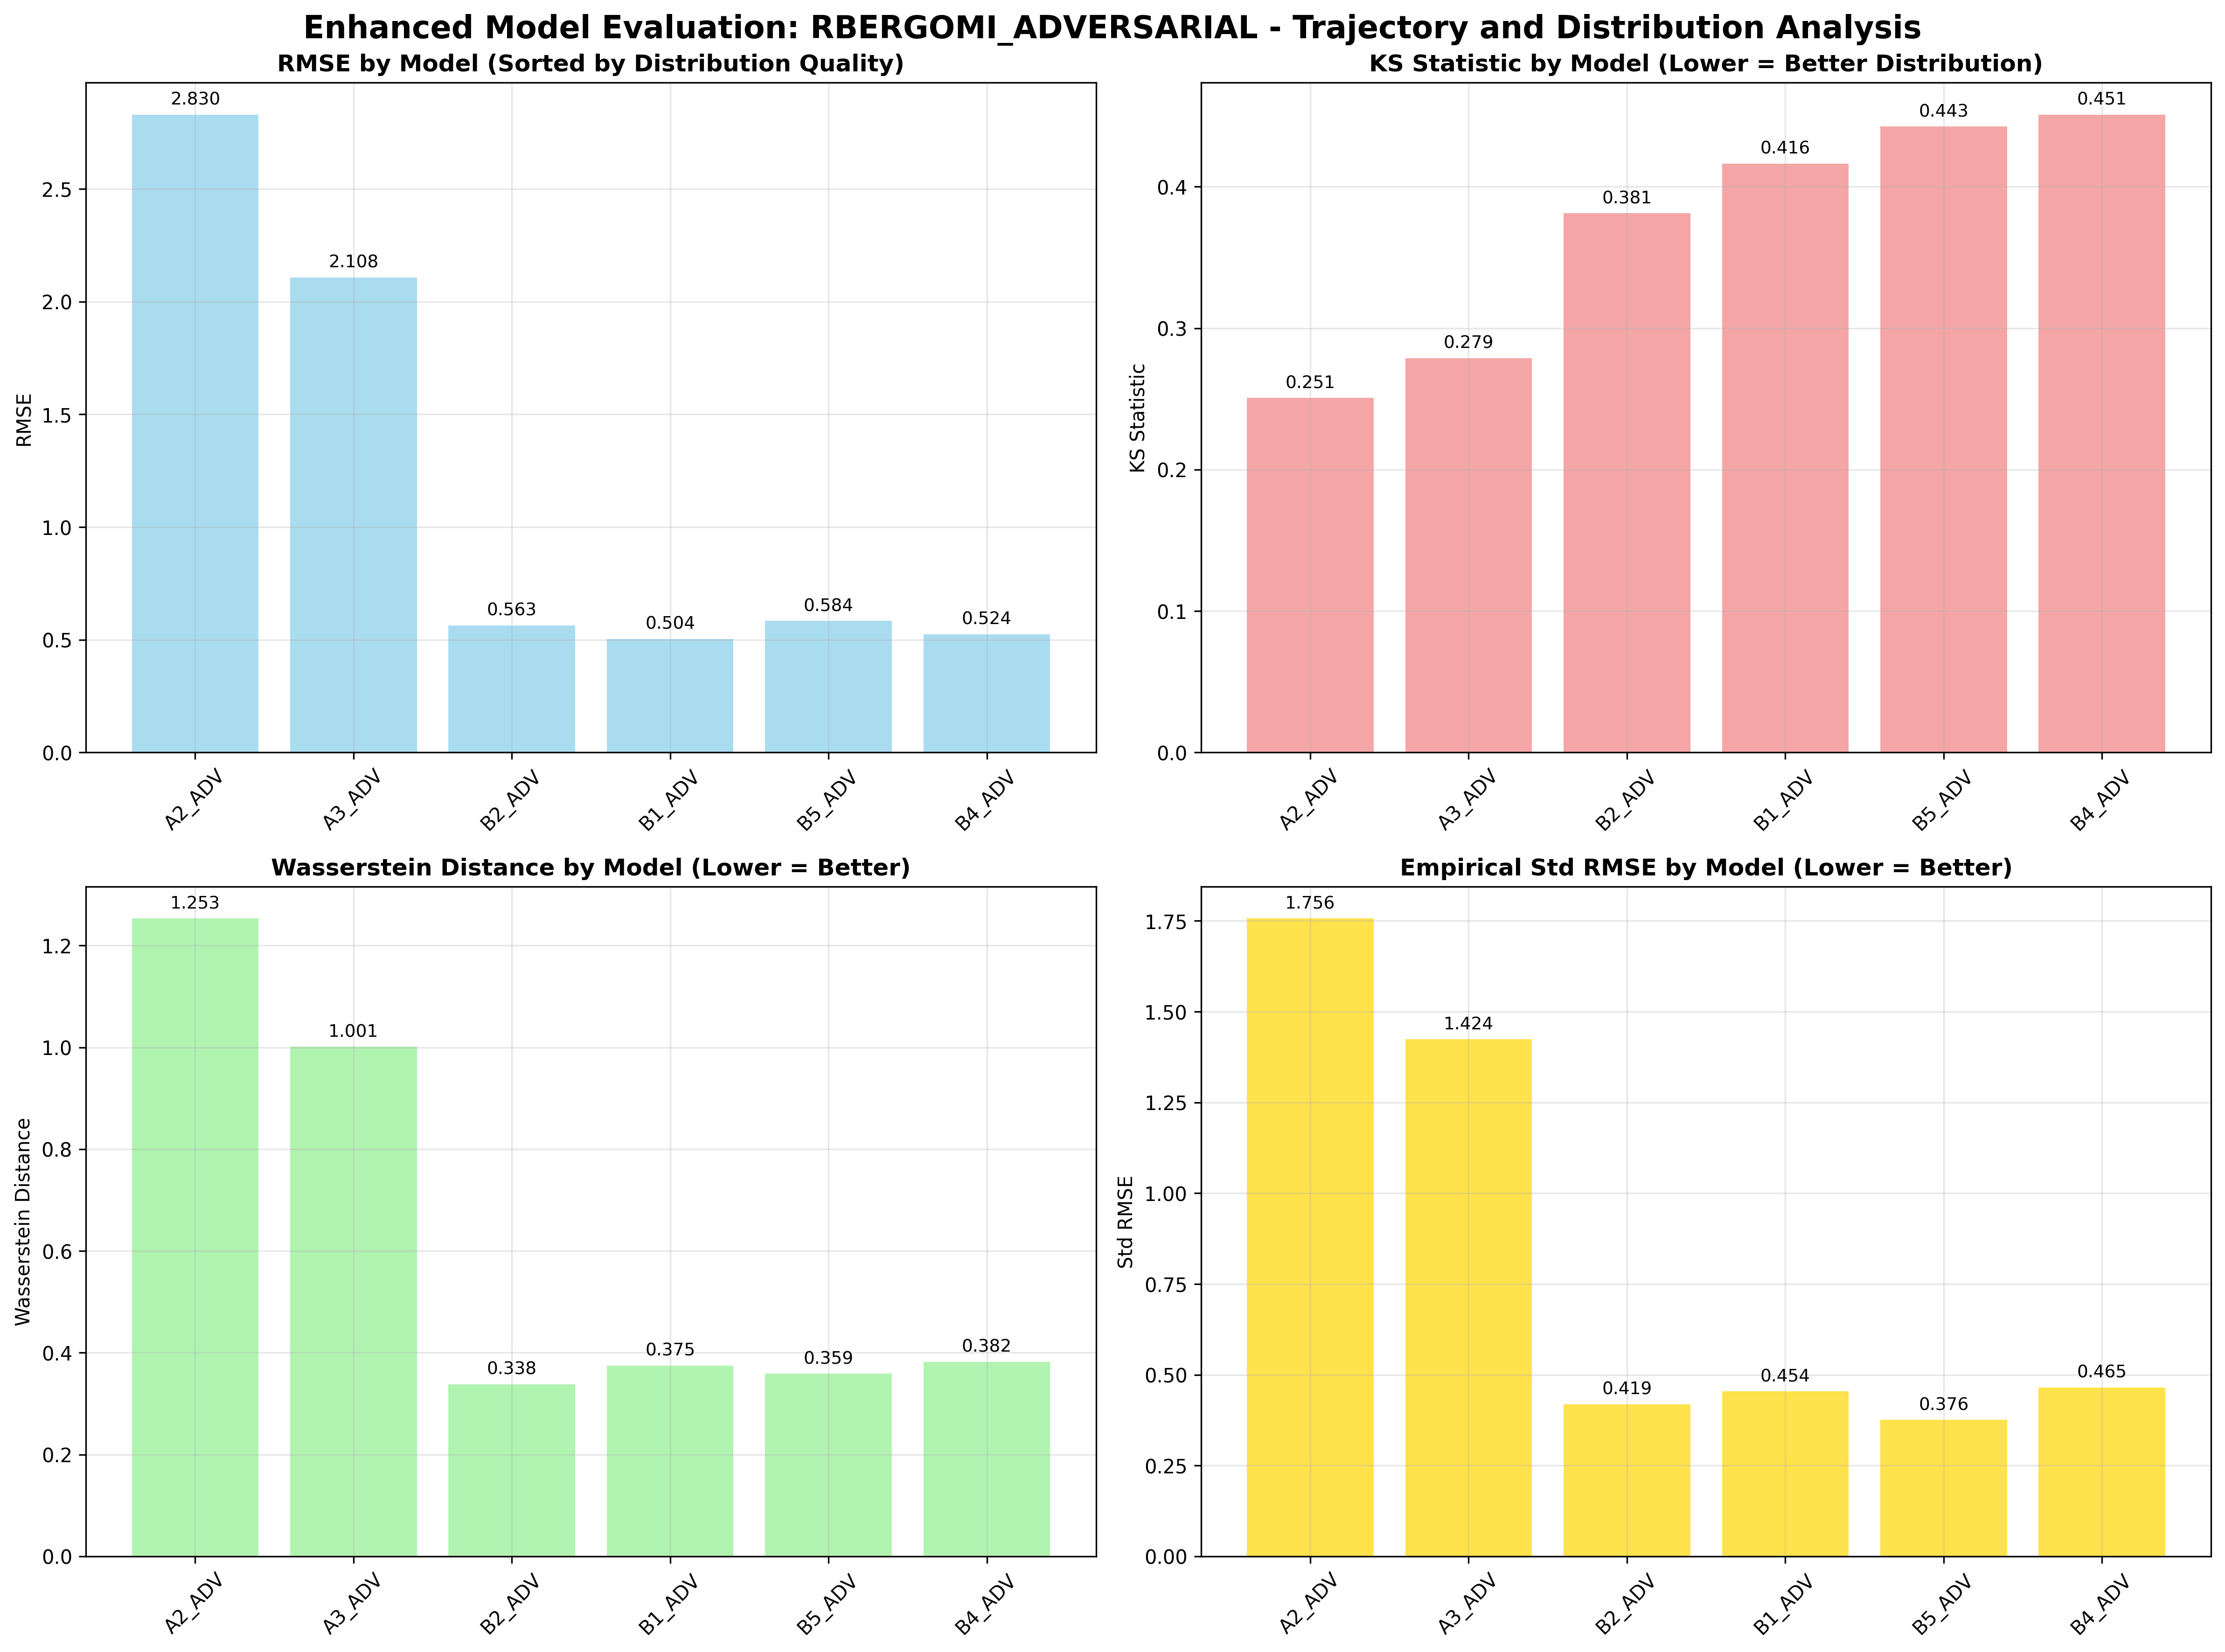 Enhanced Model Evaluation: RBERGOMI_ADVERSARIAL - Trajectory and Distribution Analysis
RMSE by Model (Sorted by Distribution Quality)
RMSE
2.5
2.0
1.5
1.0
0.5
0.0
2.830
2.108
0.563
0.504
0.584
0.524
A2_ADV
A3_ADV
B2_ADV
B1_ADV
B5_ADV
B4_ADV
KS Statistic by Model (Lower = Better Distribution)
KS Statistic
0.4
0.3
0.2
0.1
0.0
0.251
0.279
0.381
0.416
0.443
0.451
A2_ADV
A3_ADV
B2_ADV
B1_ADV
B5_ADV
B4_ADV
Wasserstein Distance by Model (Lower = Better)
Wasserstein Distance
1.2
1.0
0.8
0.6
0.4
0.2
0.0
1.253
1.001
0.338
0.375
0.359
0.382
A2_ADV
A3_ADV
B2_ADV
B1_ADV
B5_ADV
B4_ADV
Empirical Std RMSE by Model (Lower = Better)
Std RMSE
1.75
1.50
1.25
1.00
0.75
0.50
0.25
0.00
1.756
1.424
0.419
0.454
0.376
0.465
A2_ADV
A3_ADV
B2_ADV
B1_ADV
B5_ADV
B4_ADV